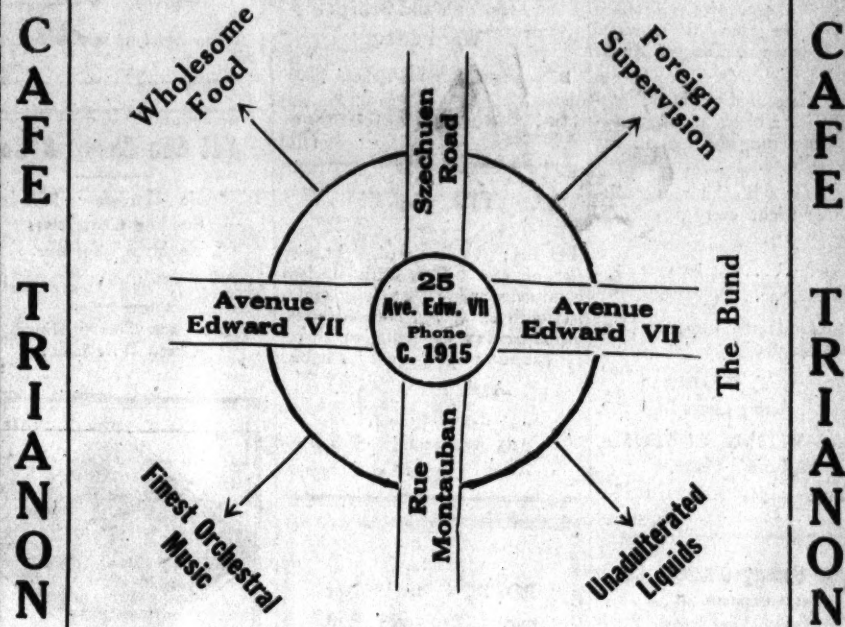 CAFE TRIANON
Wholesome
Food
Foreign
Supervision
Szechuen
Road
Avenue
Edward VII
25
Ave. Edw. VII
Phone
C. 1915
Avenue
Edward VII
The Bund
Rue
Montauban
Finest Orchestral
Music
Unadulterated
Liquids
CAFE TRIANON